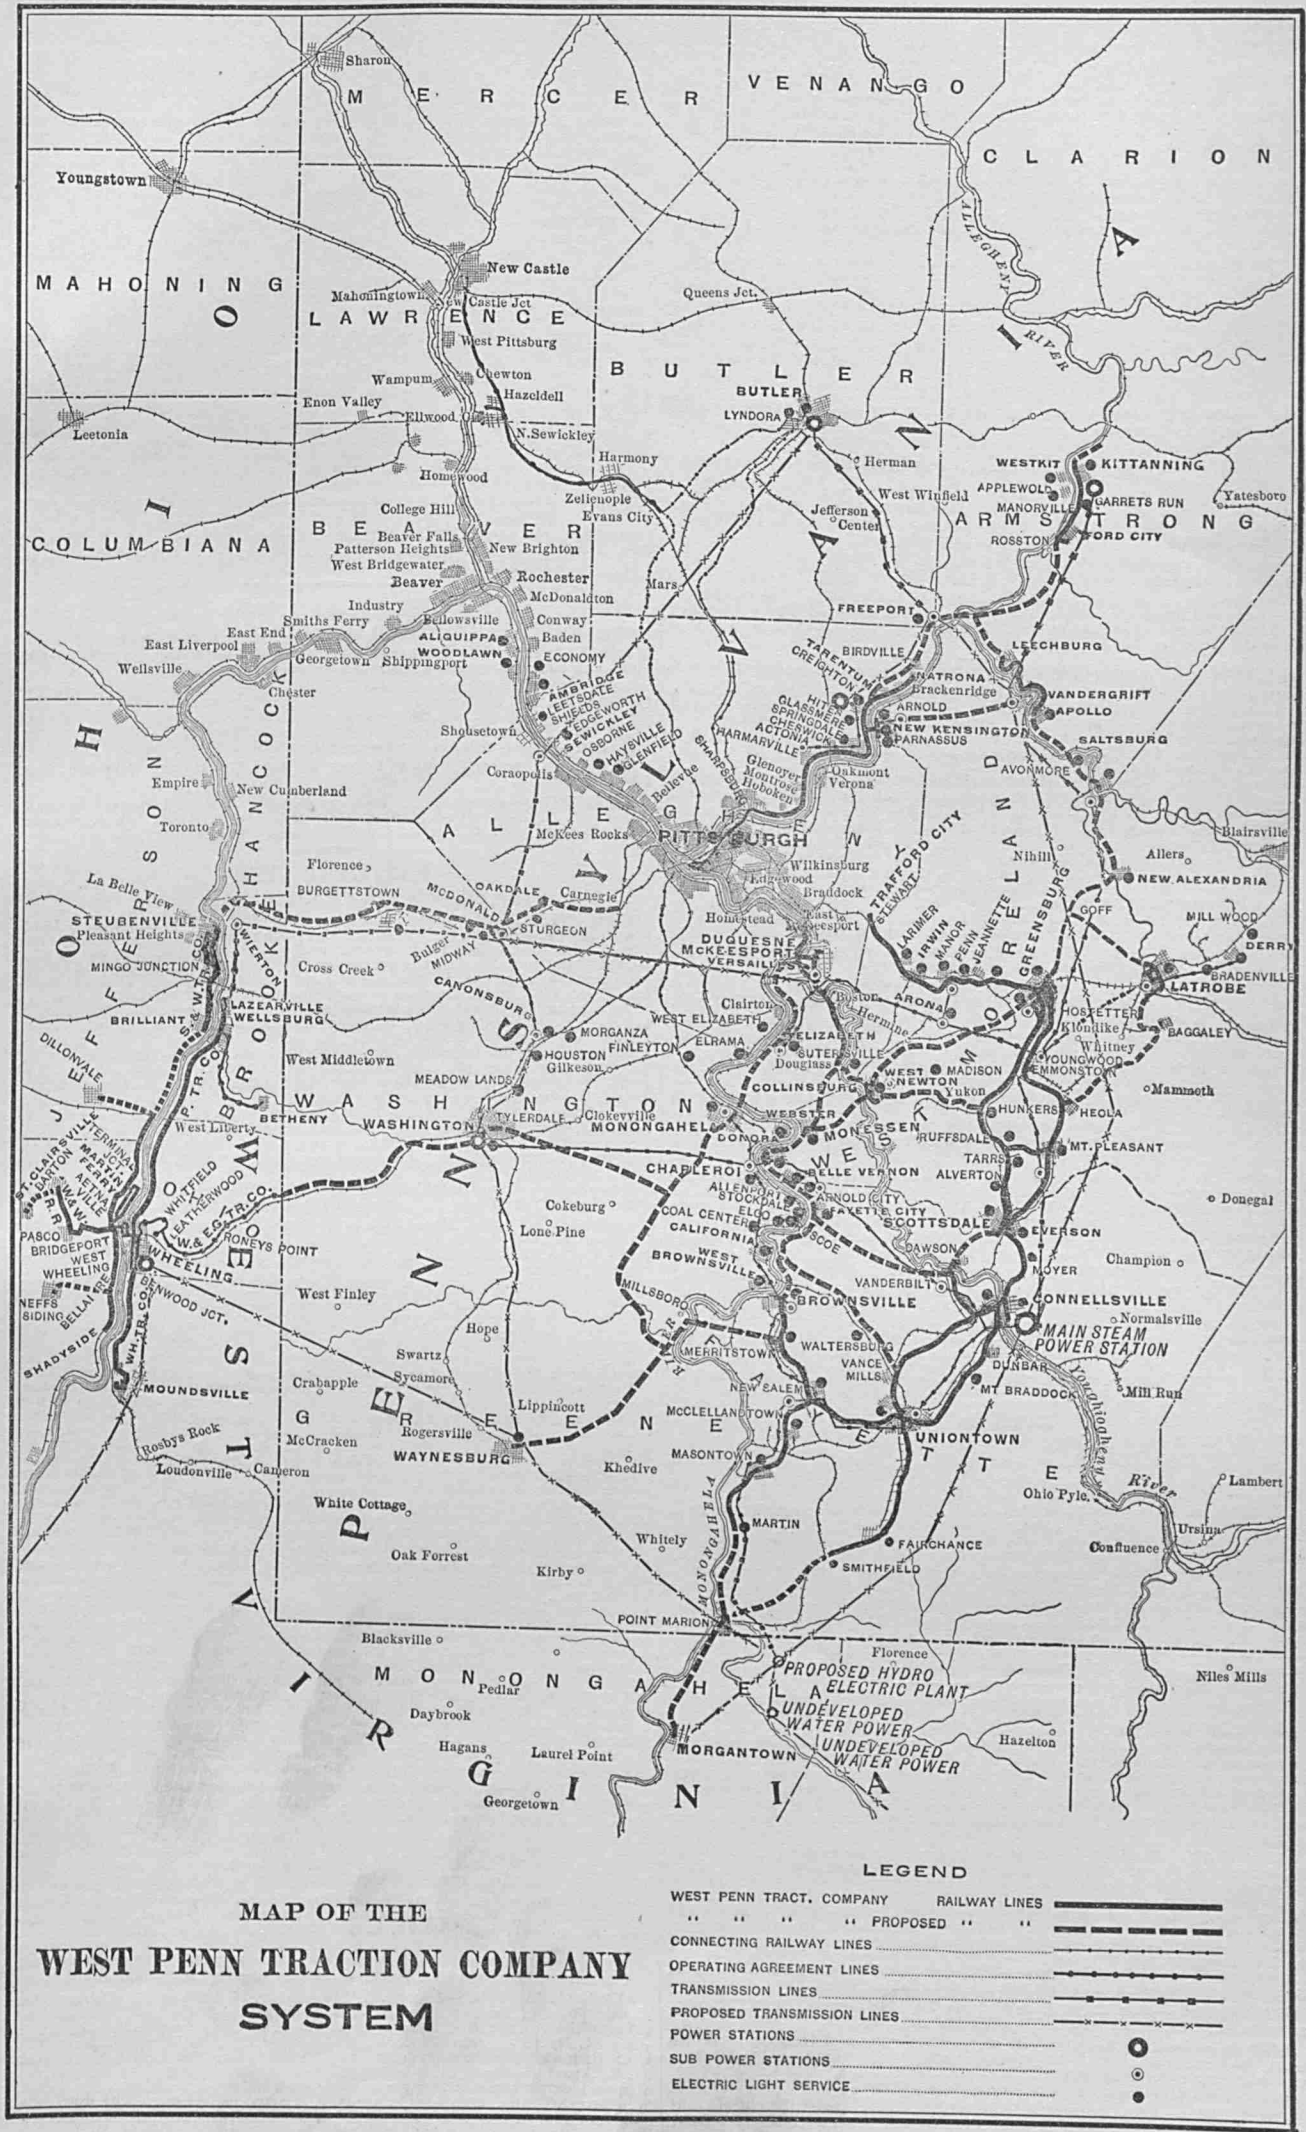 Sharon
MERCER
VENANGO
CLARION
Youngstown
ALLEGHENY
RIVER
MAHONING
OHIO
New Castle
Mahoningtown
New Castle Jct
LAWRENCE
Queens Jct.
West Pittsburg
Wampum
Chewton
Hazeldell
Enon Valley
Ellwood City
N. Sewickley
Leetonia
BUTLER
BUTLER
LYNDORA
Harmony
Zelienople
Evans City
Homewood
Herman
West Winfield
Jefferson
Center
WESTKIT
KITTANNING
APPLEWOLD
MANORVILLE
GARRETS RUN
Yatesboro
ARMSTRONG
ROSSTON
FORD CITY
College Hill
BEAVER
Beaver Falls
Patterson Heights
New Brighton
West Bridgewater
Beaver
Rochester
McDonaldton
COLUMBIANA
Mars
Industry
Smiths Ferry
Bellowsville
Conway
ALIQUIPPA
Baden
WOODLAWN
ECONOMY
East End
East Liverpool
Georgetown
Shippingport
Wellsville
Chester
FREEPORT
LEECHBURG
BIRDVILLE
TARENTUM
CREIGHTON
NATRONA
Brackenridge
VANDERGRIFT
APOLLO
HITES
GLASSMERE
SPRINGDALE
CHERWICK
ACTONIA
HARMARVILLE
ARNOLD
NEW KENSINGTON
PARNASSUS
SALTSBURG
AVONMORE
AMBRIDGE
LEETSDALE
SHIELDS
EDGEWORTH
SEWICKLEY
OSBORNE
HAYSVILLE
GLENFIELD
Shousetown
Coraopolis
Bellevue
SHARPSBURG
Glenover
Montrose
Hoboken
Oakmont
Verona
HANCOCK
Empire
New Cumberland
Toronto
ALLEGHENY
McKees Rocks
PITTSBURGH
Wilkinsburg
Edgewood
Braddock
Homestead
East
McKeesport
TRAFFORD CITY
STEWART
Nihill
Blairsville
Allers
NEW ALEXANDRIA
WESTMORELAND
GREENSBURG
GOFF
MILL WOOD
DERRY
BRADENVILLE
LATROBE
LARIMER
IRWIN
MANOR
PENN
JEANNETTE
Florence
BURGETTSTOWN
McDONALD
OAKDALE
Carnegie
STURGEON
Bulger
MIDWAY
La Belle View
STEUBENVILLE
Pleasant Heights
JEFFERSON
MINGO JUNCTION
WIERTON
Cross Creek
CANONSBURG
DUQUESNE
McKEESPORT
VERSAILLES
BRILLIANT
S. & W. TR. CO.
LAZEARVILLE
WELLSBURG
Clairton
WEST ELIZABETH
Boston
ARONA
Hermine
HOSTETTER
Klondike
Whitney
BAGGALEY
YOUNGWOOD
EMMONSTON
DILLONVALE
MORGANZA
FINLEYTON
ELRAMA
ELIZABETH
SUTERSVILLE
Douglass
HOUSTON
Gilkeson
West Middletown
MEADOW LANDS
COLLINSBURG
WEST
NEWTON
MADISON
Yukon
Mammoth
P. TR. CO.
BROOKE
BETHENY
West Liberty
WASHINGTON
WASHINGTON
TYLERDALE
Clokeyville
MONONGAHELA
WEBSTER
DONORA
MONESSEN
HUNKERS
HEOLA
RUFFSDALE
TARRS
ALVERTON
MT. PLEASANT
CHARLEROI
BELLE VERNON
ST. CLAIRSVILLE
BARTON
TERMINAL
JCT.
MARTINS
FERRY
AETNA
VILLE
WHITFIELD
LEATHERWOOD
W. & E.G. TR. CO.
RONEYS POINT
PASCO
BRIDGEPORT
WEST
WHEELING
WHEELING
NEFFS
SIDING
BELLAIRE
BENWOOD JCT.
OHIO
Cokeburg
Lone Pine
ALLENPORT
STOCKDALE
ELCO
COAL CENTER
CALIFORNIA
ROSCOE
ARNOLD CITY
FAYETTE CITY
SCOTTSDALE
EVERSON
Donegal
Champion
DAWSON
MOYER
WEST
BROWNSVILLE
BROWNSVILLE
VANDERBILT
CONNELLSVILLE
Normalsville
MAIN STEAM
POWER STATION
SHADYSIDE
WH. TR. CO.
MOUNDSVILLE
West Finley
Hope
Swartz
Sycamore
MILLSBORO
RIVER
MERRITSTOWN
WALTERSBURG
VANCE
MILLS
DUNBAR
MT BRADDOCK
Mill Run
Youghiogheny
River
Crabapple
GREENE
Lippincott
NEW SALEM
McCLELLANDTOWN
UNIONTOWN
FAYETTE
Rosbys Rock
Loudonville
Cameron
McCracken
Rogersville
WAYNESBURG
Khedive
MASONTOWN
Ohio Pyle
Lambert
Ursina
Confluence
White Cottage
Oak Forrest
Whitely
Kirby
MARTIN
FAIRCHANCE
SMITHFIELD
MONONGAHELA
PENNSYLVANIA
WEST VIRGINIA
POINT MARION
Blacksville
MONONGAHELA
Pedlar
Daybrook
Hagans
Laurel Point
Georgetown
MORGANTOWN
Florence
PROPOSED HYDRO
ELECTRIC PLANT
UNDEVELOPED
WATER POWER
UNDEVELOPED
WATER POWER
Hazelton
Niles Mills
MAP OF THE
WEST PENN TRACTION COMPANY
SYSTEM
LEGEND
WEST PENN TRACT. COMPANY RAILWAY LINES
" " " " PROPOSED " "
CONNECTING RAILWAY LINES
OPERATING AGREEMENT LINES
TRANSMISSION LINES
PROPOSED TRANSMISSION LINES
POWER STATIONS
SUB POWER STATIONS
ELECTRIC LIGHT SERVICE